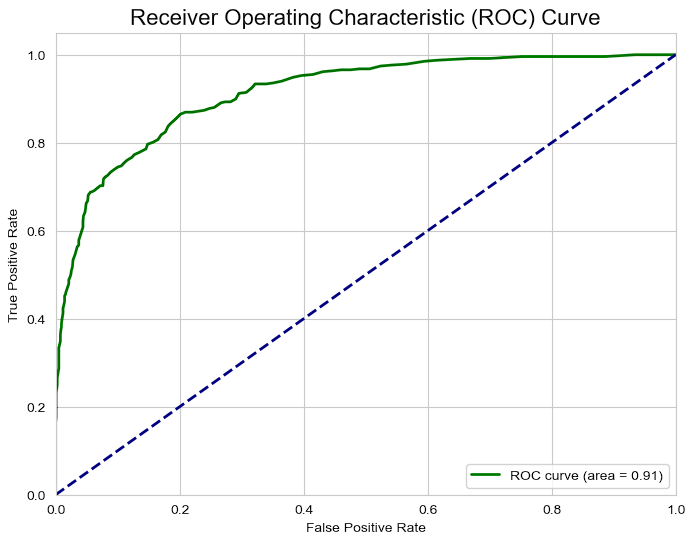 Receiver Operating Characteristic (ROC) Curve
1.0
0.8
0.6
0.4
0.2
0.0
True Positive Rate
ROC curve (area = 0.91)
0.0 0.2 0.4 0.6 0.8 1.0
False Positive Rate